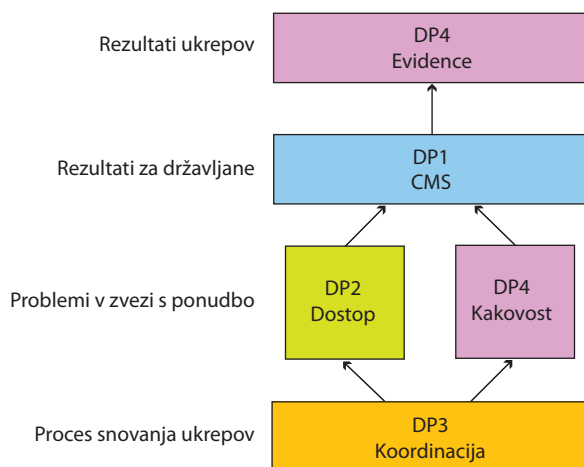 Rezultati ukrepov
DP4
Evidence
Rezultati za državljane
DP1
CMS
Problemi v zvezi s ponudbo
DP2
Dostop
DP4
Kakovost
Proces snovanja ukrepov
DP3
Koordinacija